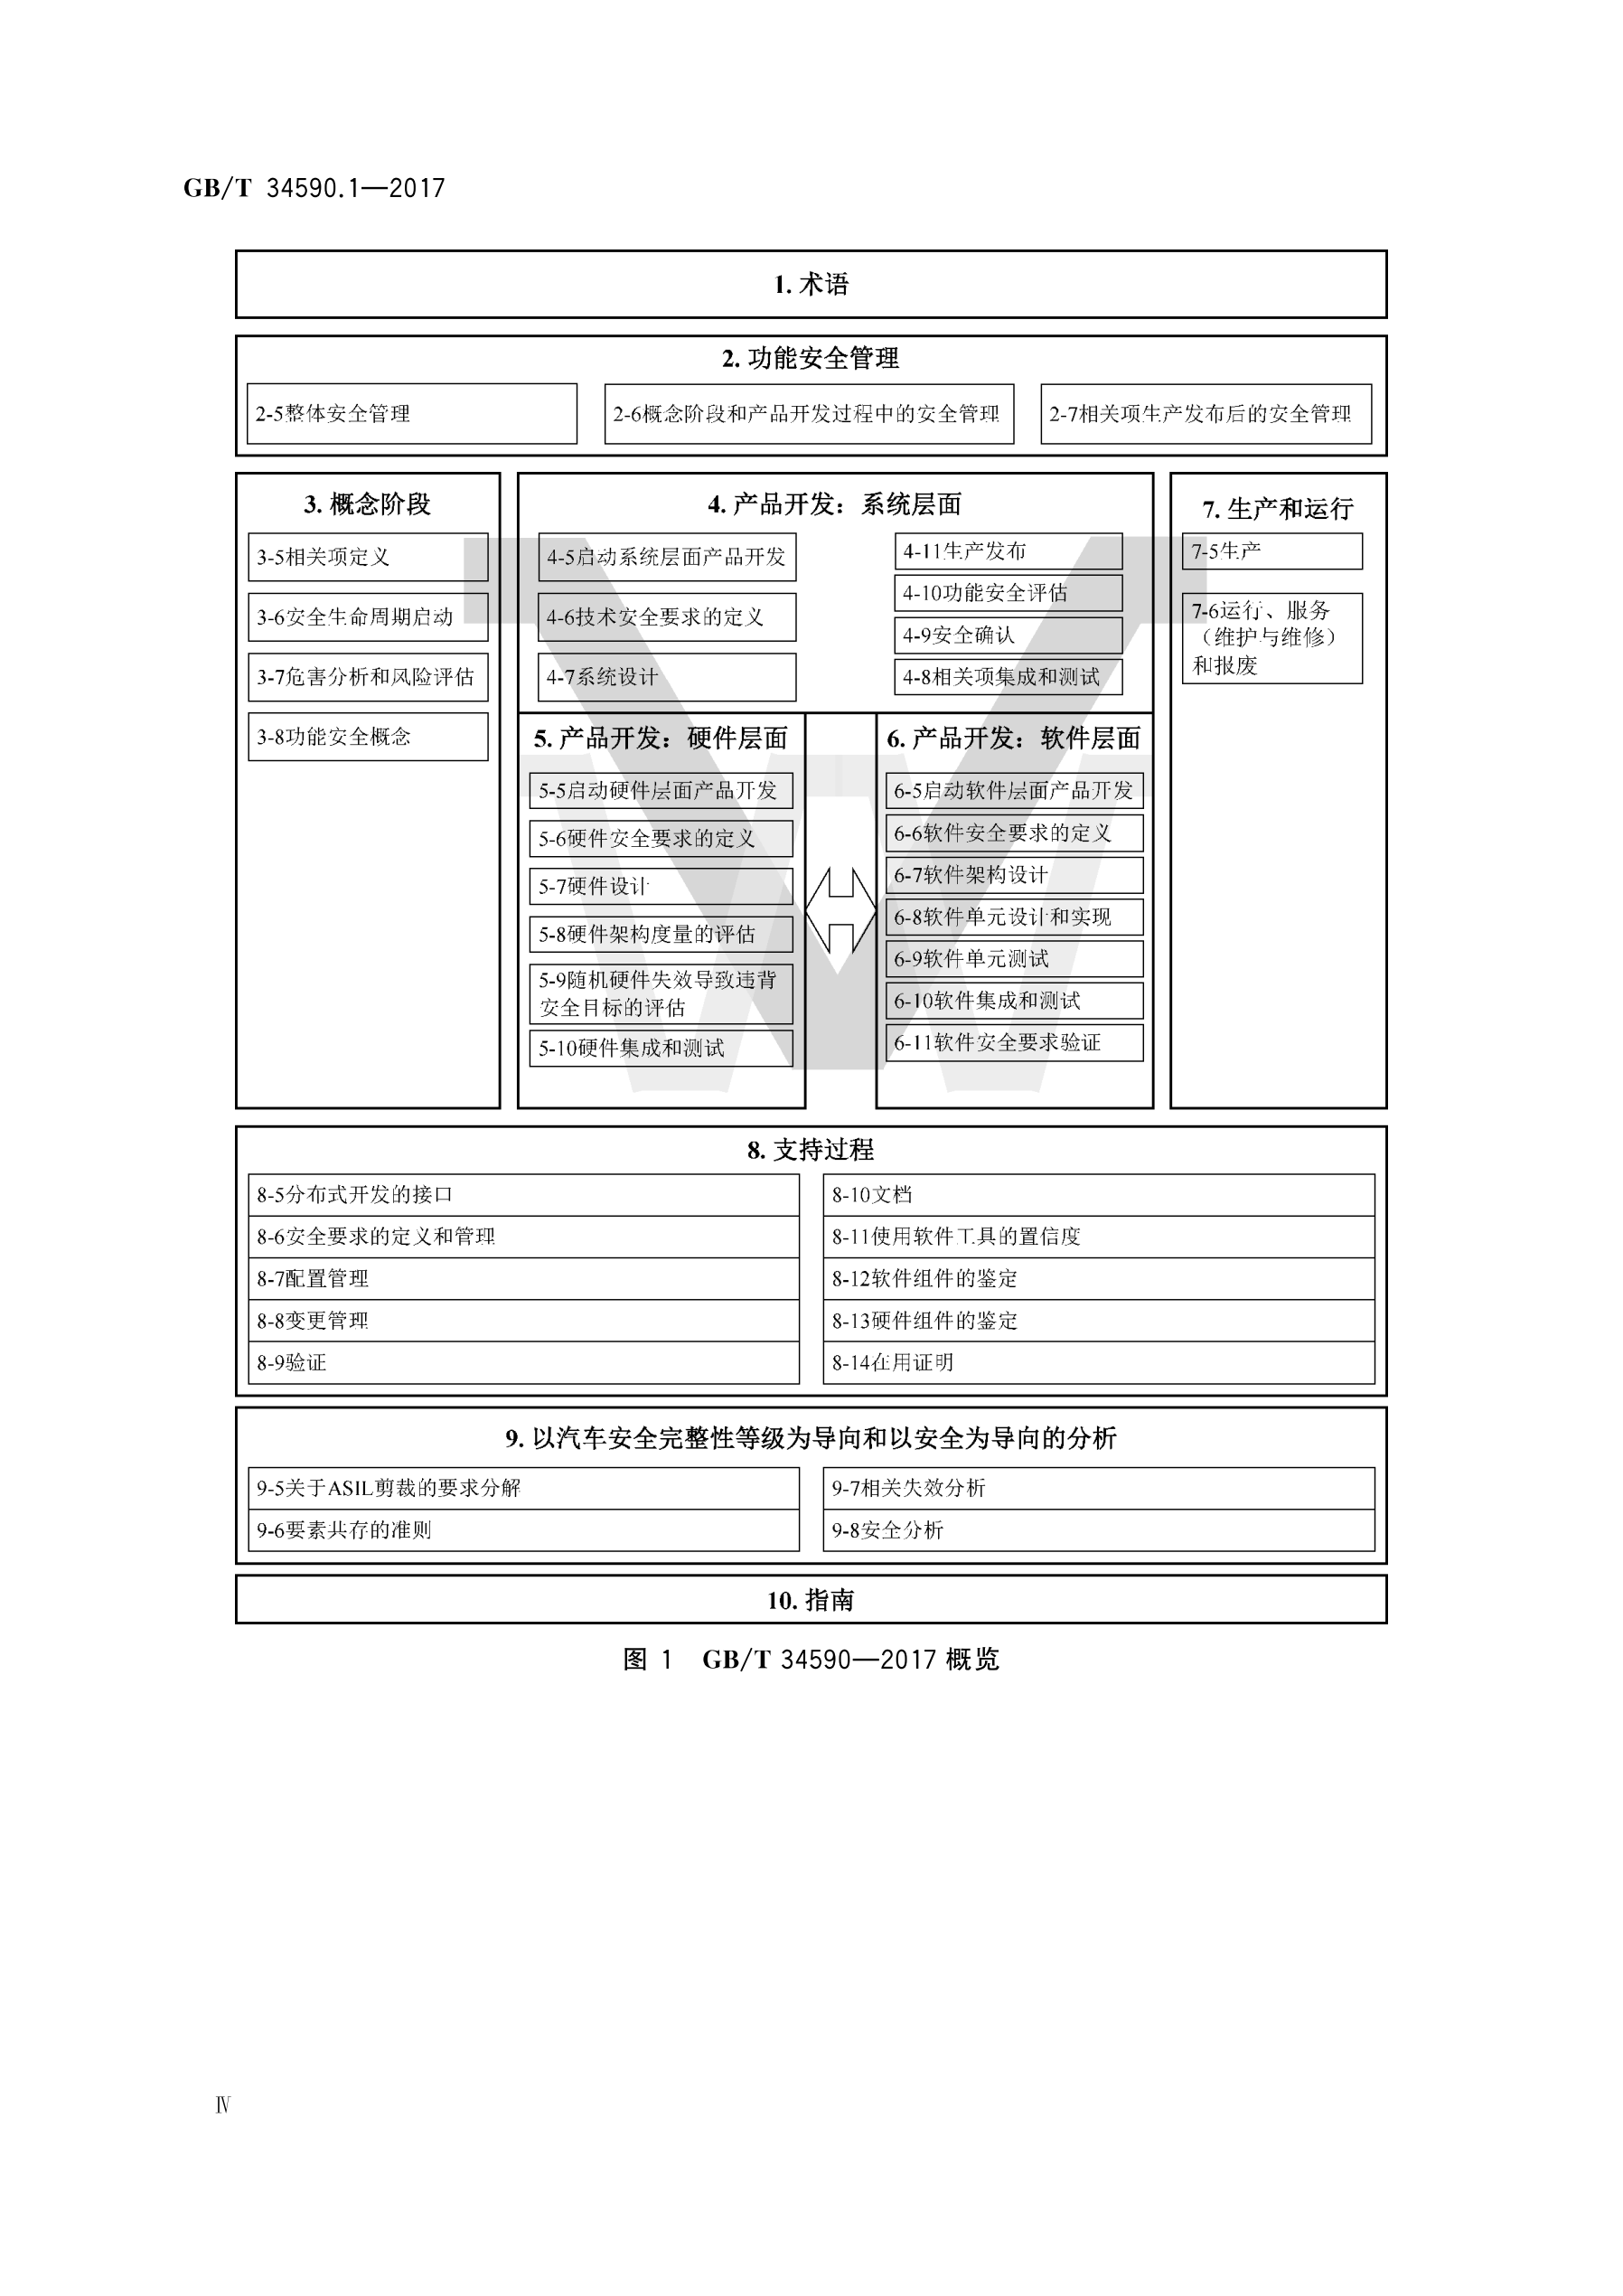 GB/T 34590.1—2017
1. 术语
2. 功能安全管理
2-5整体安全管理
2-6概念阶段和产品开发过程中的安全管理
2-7相关项生产发布后的安全管理
3. 概念阶段
3-5相关项定义
3-6安全生命周期启动
3-7危害分析和风险评估
3-8功能安全概念
4. 产品开发：系统层面
4-5启动系统层面产品开发
4-6技术安全要求的定义
4-7系统设计
4-11生产发布
4-10功能安全评估
4-9安全确认
4-8相关项集成和测试
5. 产品开发：硬件层面
5-5启动硬件层面产品开发
5-6硬件安全要求的定义
5-7硬件设计
5-8硬件架构度量的评估
5-9随机硬件失效导致违背
安全目标的评估
5-10硬件集成和测试
6. 产品开发：软件层面
6-5启动软件层面产品开发
6-6软件安全要求的定义
6-7软件架构设计
6-8软件单元设计和实现
6-9软件单元测试
6-10软件集成和测试
6-11软件安全要求验证
7. 生产和运行
7-5生产
7-6运行、服务
（维护与维修）
和报废
8. 支持过程
8-5分布式开发的接口
8-6安全要求的定义和管理
8-7配置管理
8-8变更管理
8-9验证
8-10文档
8-11使用软件工具的置信度
8-12软件组件的鉴定
8-13硬件组件的鉴定
8-14在用证明
9. 以汽车安全完整性等级为导向和以安全为导向的分析
9-5关于ASIL剪裁的要求分解
9-6要素共存的准则
9-7相关失效分析
9-8安全分析
10. 指南
图 1 GB/T 34590—2017 概览
Ⅳ